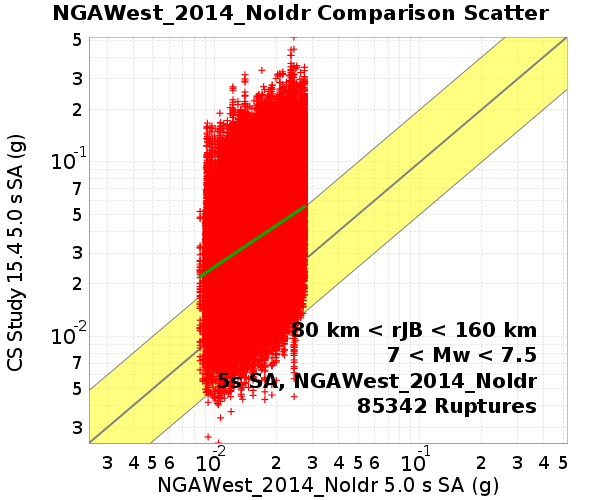 NGAWest_2014_NoIdr Comparison Scatter
CS Study 15.4 5.0 s SA (g)
5
3
2
10-1
7
5
3
2
10-2
7
5
3
80 km < rJB < 160 km
7 < Mw < 7.5
5s SA, NGAWest_2014_NoIdr
85342 Ruptures
3 4 5 6 10-2 2 3 4 5 6 10-1 2 3 4 5
NGAWest_2014_NoIdr 5.0 s SA (g)